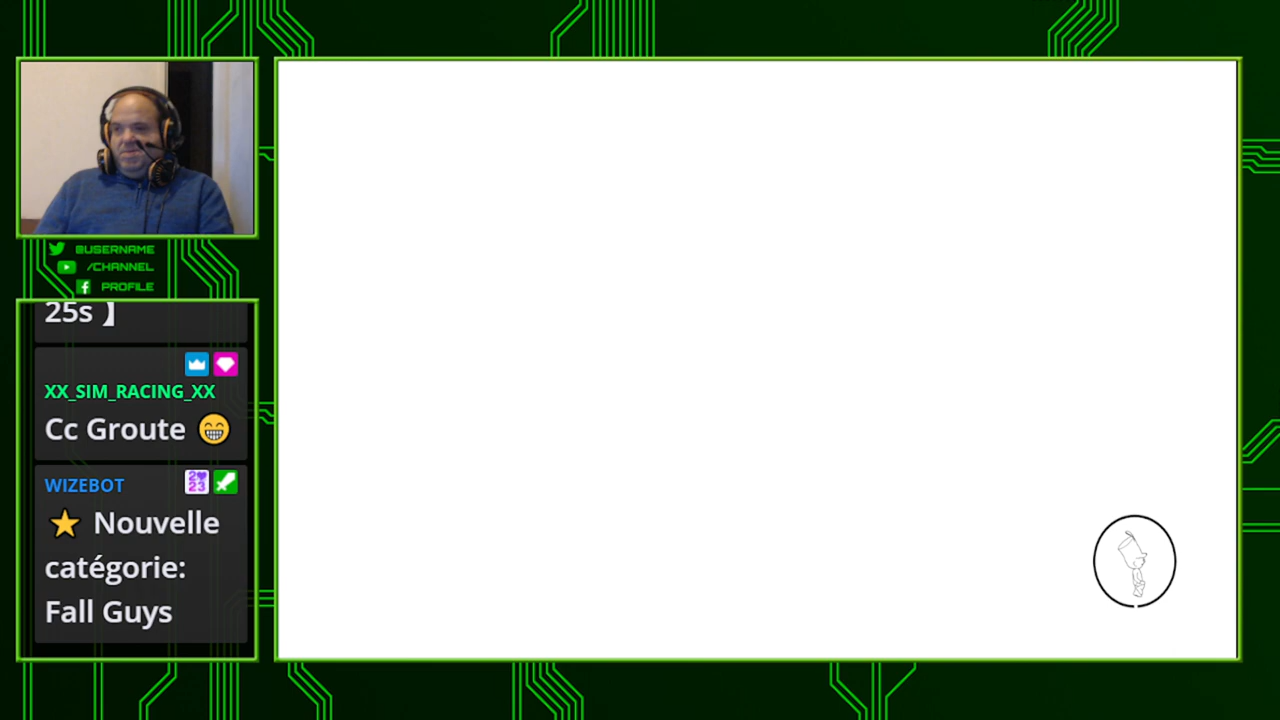 @USERNAME
/CHANNEL
PROFILE
25s 】
XX_SIM_RACING_XX
Cc Groute 😁
WIZEBOT
⭐ Nouvelle
catégorie:
Fall Guys